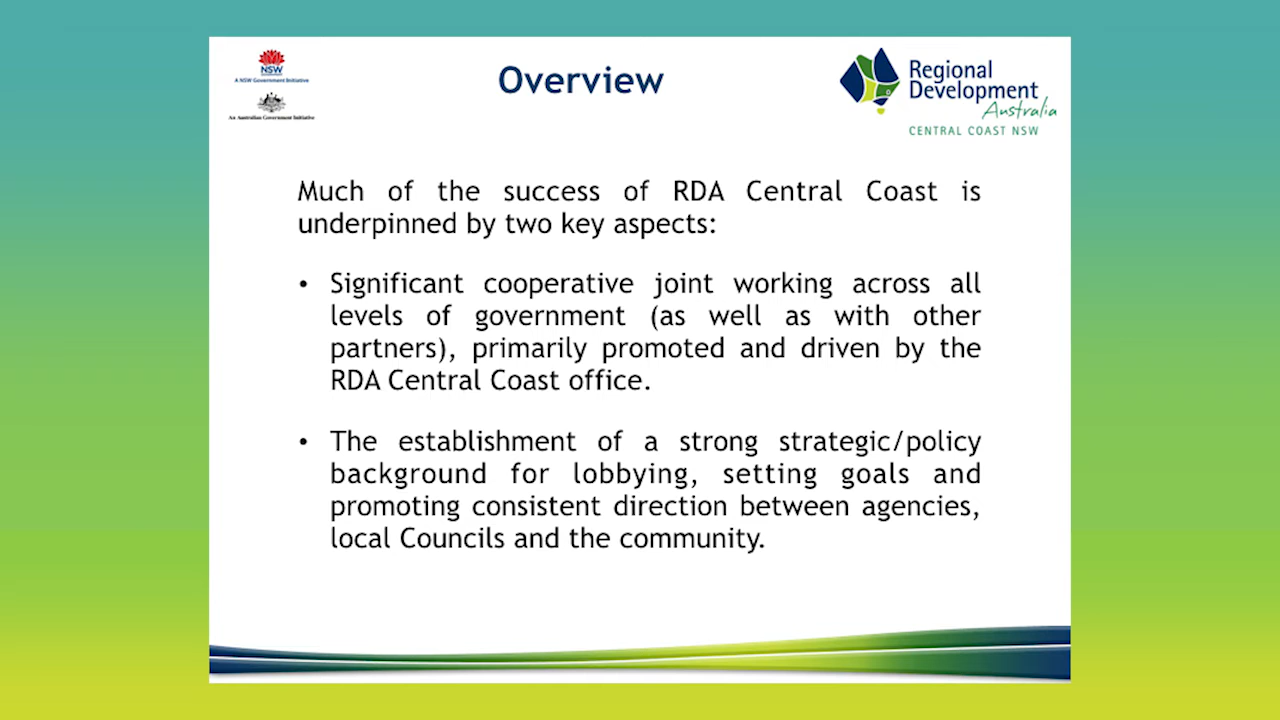 NSW
A NSW Government Initiative
An Australian Government Initiative
Overview
Regional
Development
Australia
CENTRAL COAST NSW
Much of the success of RDA Central Coast is
underpinned by two key aspects:
• Significant cooperative joint working across all
levels of government (as well as with other
partners), primarily promoted and driven by the
RDA Central Coast office.
• The establishment of a strong strategic/policy
background for lobbying, setting goals and
promoting consistent direction between agencies,
local Councils and the community.